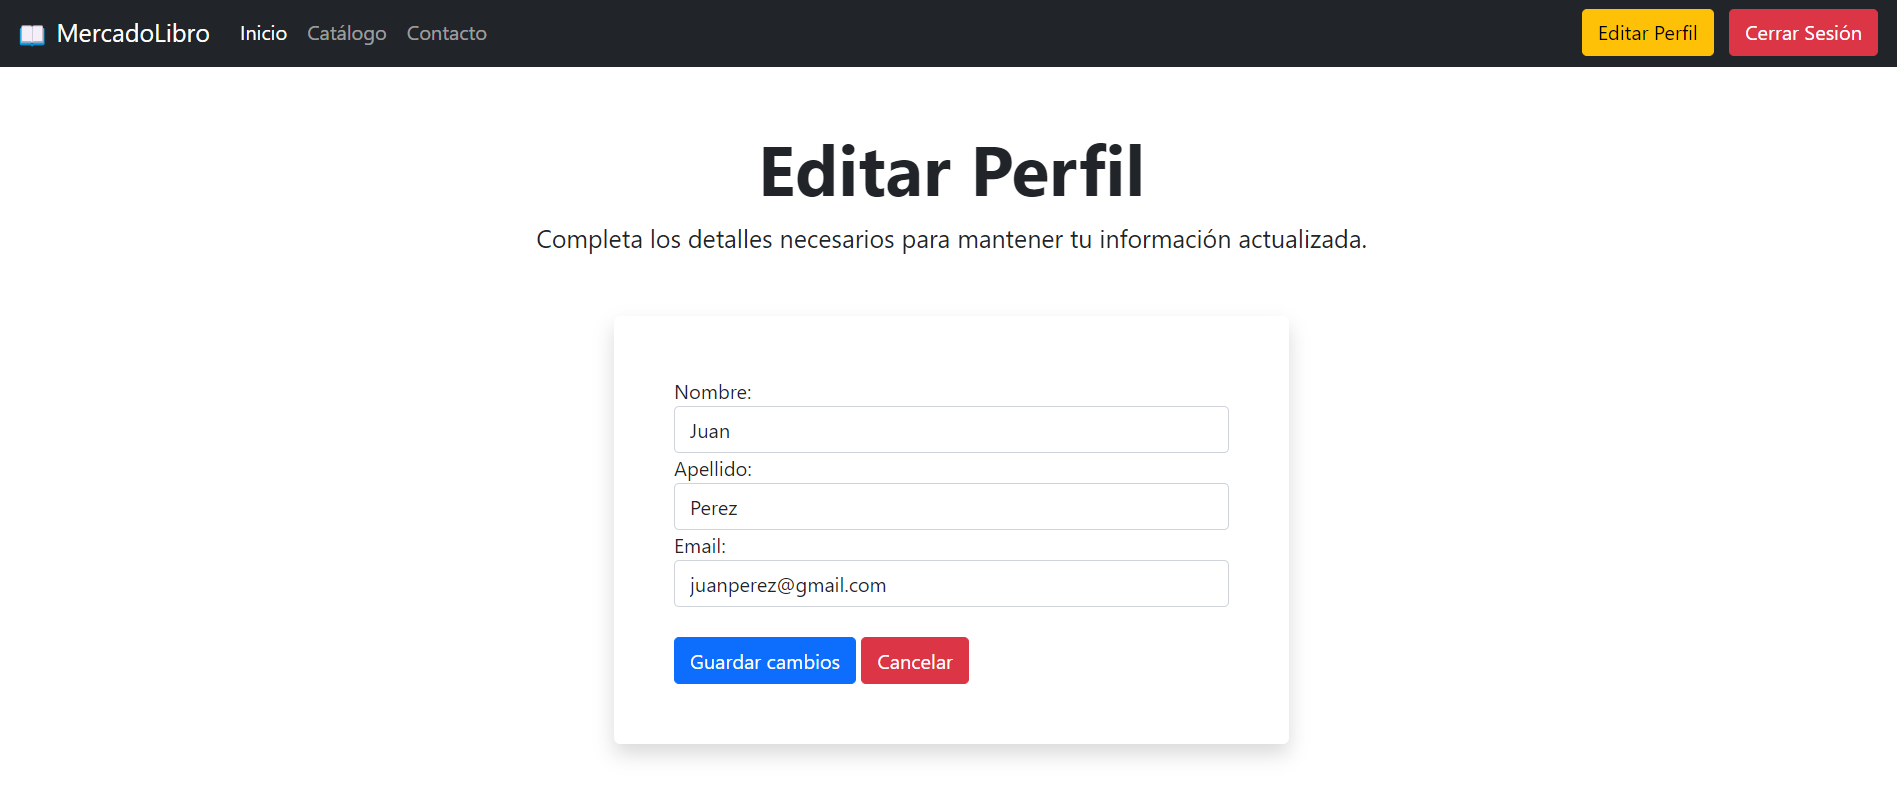 MercadoLibro Inicio Catálogo Contacto Editar Perfil Cerrar Sesión
Editar Perfil
Completa los detalles necesarios para mantener tu información actualizada.
Nombre:
Juan
Apellido:
Perez
Email:
juanperez@gmail.com
Guardar cambios Cancelar